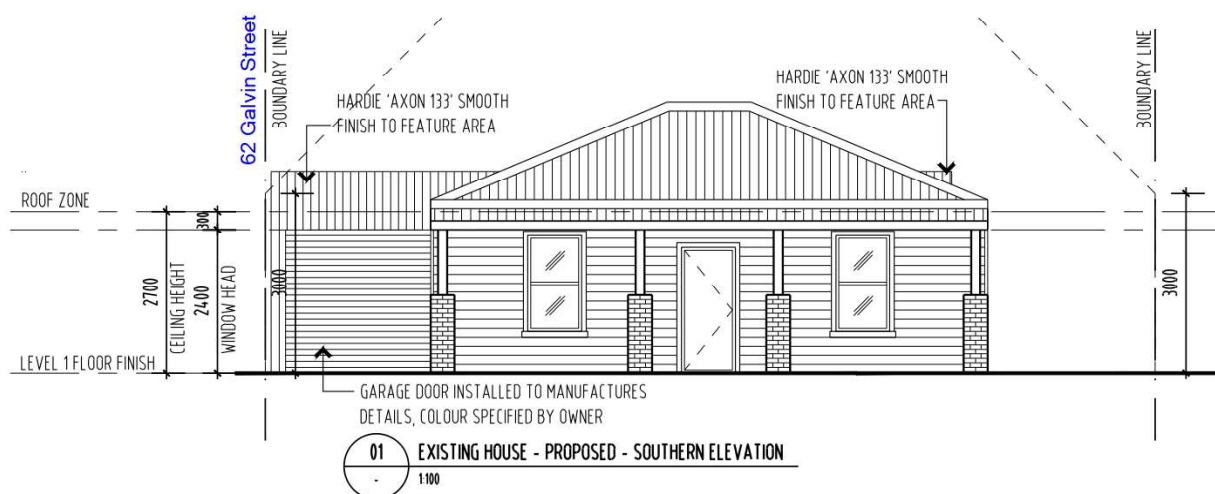 62 Galvin Street
BOUNDARY LINE
HARDIE 'AXON 133' SMOOTH
FINISH TO FEATURE AREA
HARDIE 'AXON 133' SMOOTH
FINISH TO FEATURE AREA
BOUNDARY LINE
ROOF ZONE
300
2700
CEILING HEIGHT
2400
WINDOW HEAD
3000
3000
LEVEL 1 FLOOR FINISH
GARAGE DOOR INSTALLED TO MANUFACTURES
DETAILS, COLOUR SPECIFIED BY OWNER
01
-
EXISTING HOUSE - PROPOSED - SOUTHERN ELEVATION
1:100